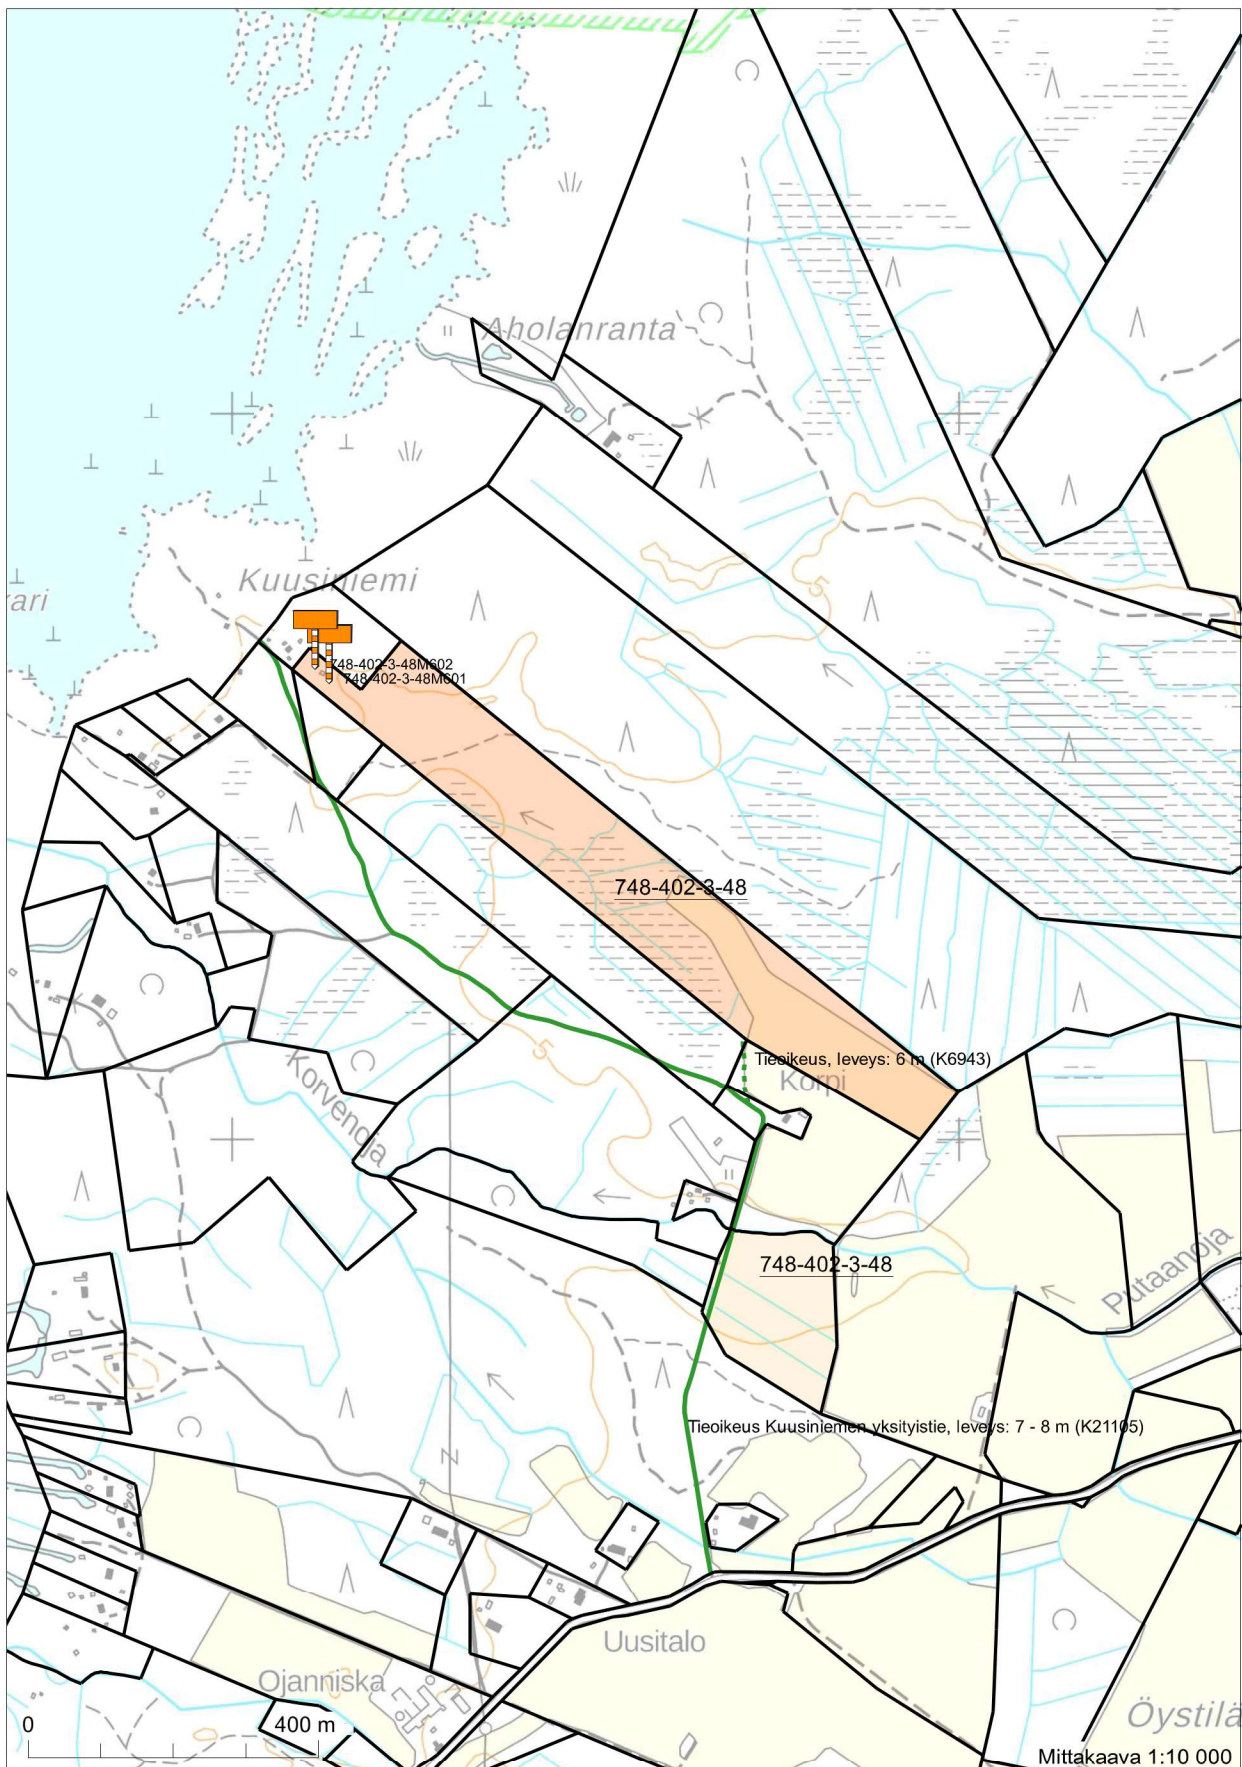 Aholanranta
Kuusiniemi
vari
5
748-402-3-48M602
748-402-3-48M601
748-402-3-48
5
Tieoikeus, leveys: 6 m (K6943)
Korpi
Korvenoja
748-402-3-48
Putaanoja
Tieoikeus Kuusiniemen yksityistie, leveys: 7 - 8 m (K21105)
Uusitalo
Ojanniska
Öystilä
0 400 m
Mittakaava 1:10 000